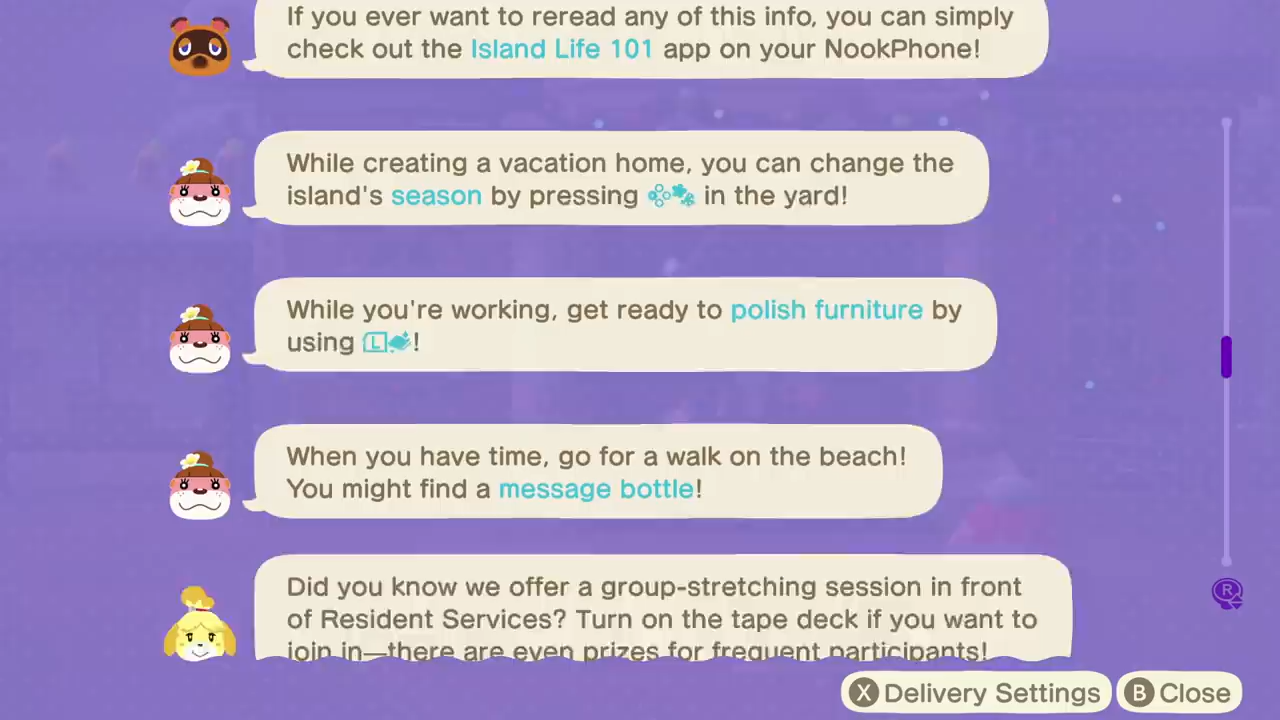 If you ever want to reread any of this info, you can simply
check out the Island Life 101 app on your NookPhone!
While creating a vacation home, you can change the
island's season by pressing in the yard!
While you're working, get ready to polish furniture by
using L !
When you have time, go for a walk on the beach!
You might find a message bottle!
Did you know we offer a group-stretching session in front
of Resident Services? Turn on the tape deck if you want to
join in—there are even prizes for frequent participants!
R
X Delivery Settings B Close